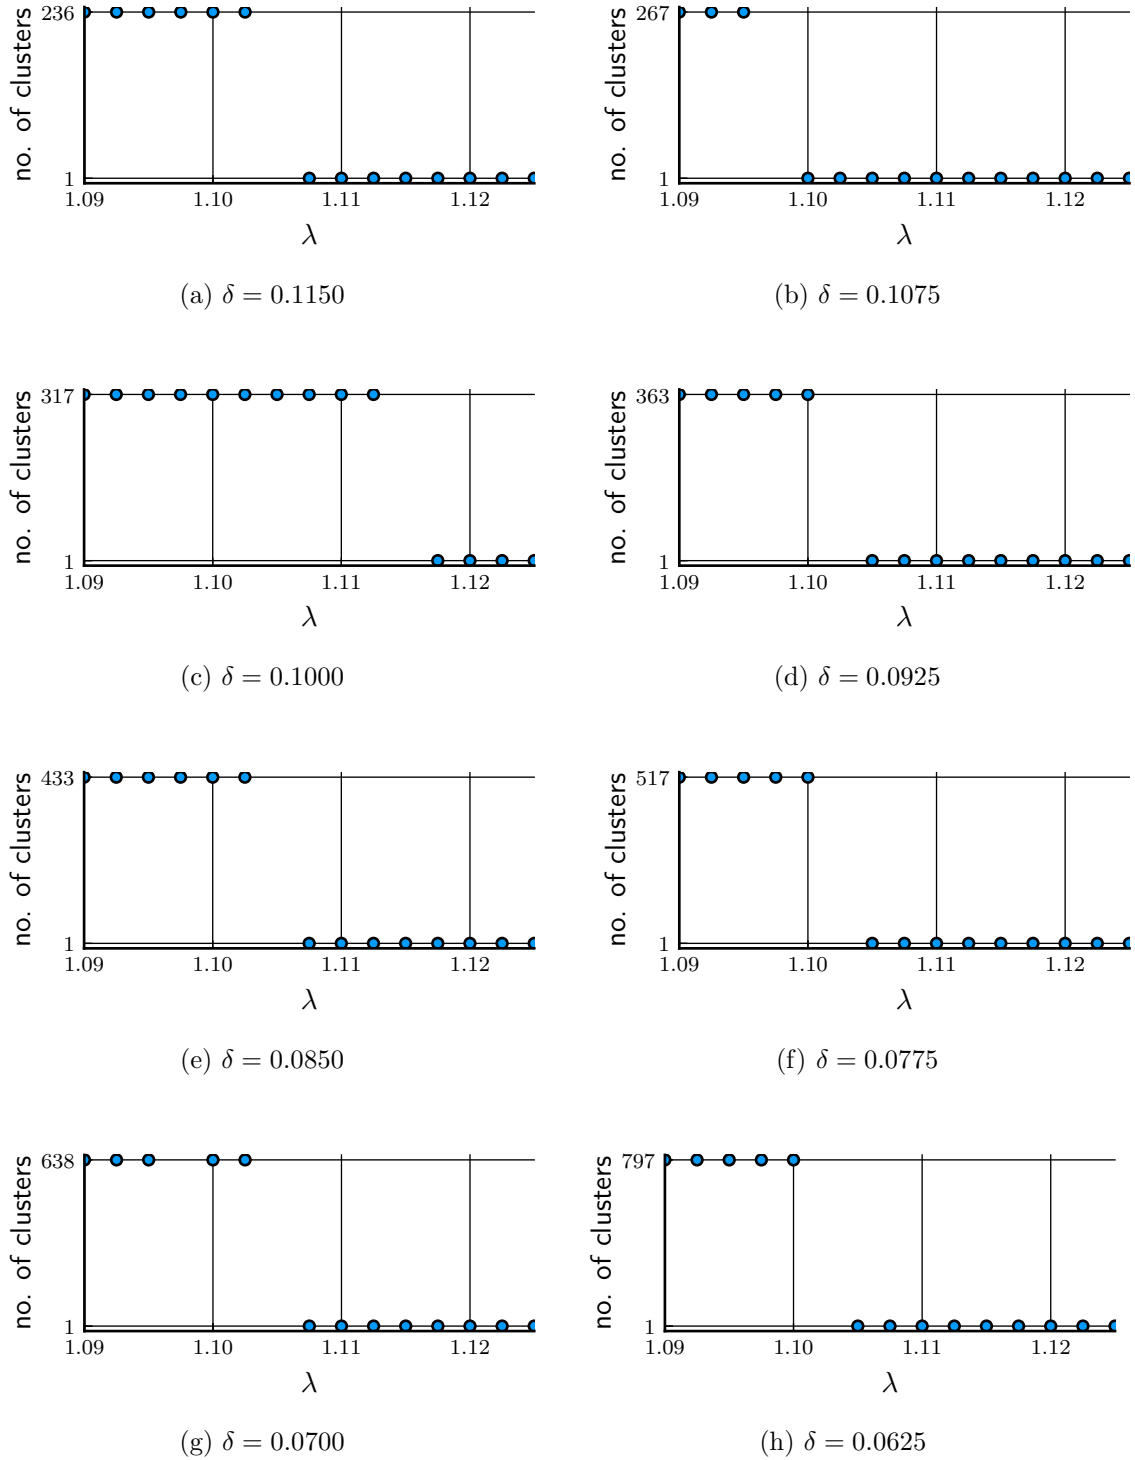 no. of clusters
236
1
1.09 1.10 1.11 1.12
λ
(a) δ = 0.1150
no. of clusters
267
1
1.09 1.10 1.11 1.12
λ
(b) δ = 0.1075
no. of clusters
317
1
1.09 1.10 1.11 1.12
λ
(c) δ = 0.1000
no. of clusters
363
1
1.09 1.10 1.11 1.12
λ
(d) δ = 0.0925
no. of clusters
433
1
1.09 1.10 1.11 1.12
λ
(e) δ = 0.0850
no. of clusters
517
1
1.09 1.10 1.11 1.12
λ
(f) δ = 0.0775
no. of clusters
638
1
1.09 1.10 1.11 1.12
λ
(g) δ = 0.0700
no. of clusters
797
1
1.09 1.10 1.11 1.12
λ
(h) δ = 0.0625